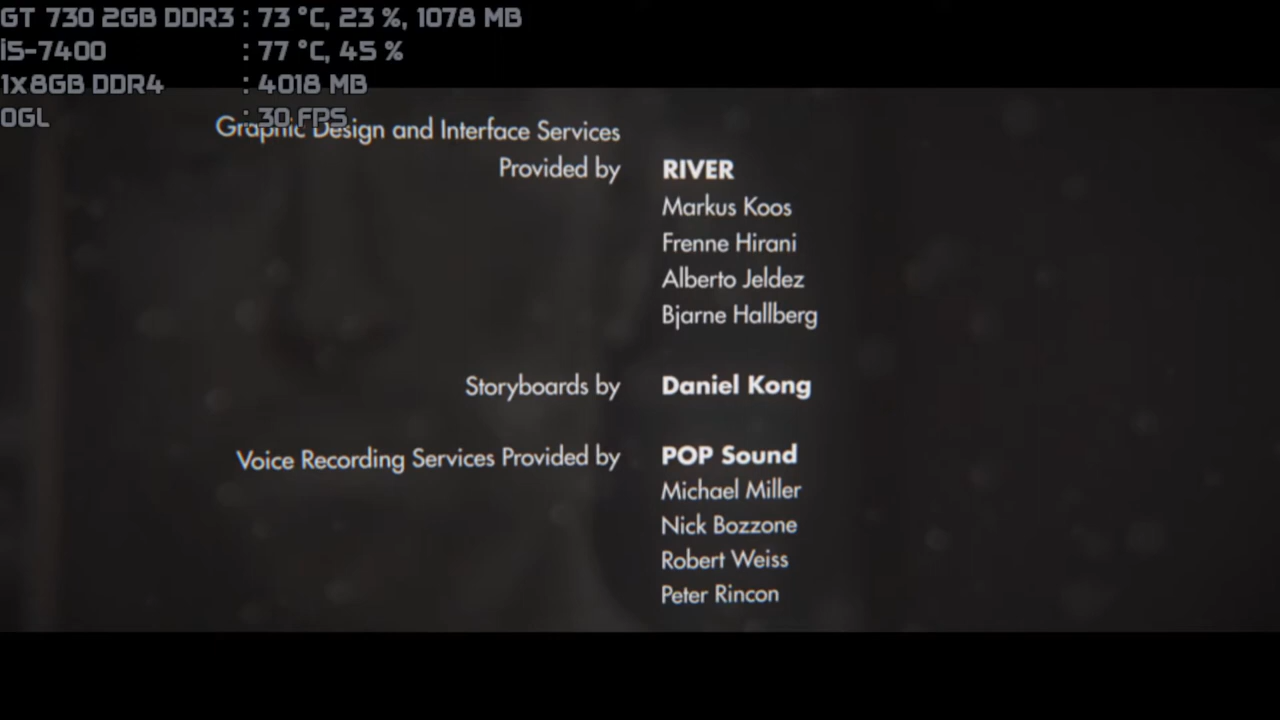 GT 730 2GB DDR3 : 73 °C, 23 %, 1078 MB
i5-7400 : 77 °C, 45 %
1x8GB DDR4 : 4018 MB
OGL : 30 FPS
Graphic Design and Interface Services
Provided by RIVER
Markus Koos
Frenne Hirani
Alberto Jeldez
Bjarne Hallberg
Storyboards by Daniel Kong
Voice Recording Services Provided by POP Sound
Michael Miller
Nick Bozzone
Robert Weiss
Peter Rincon